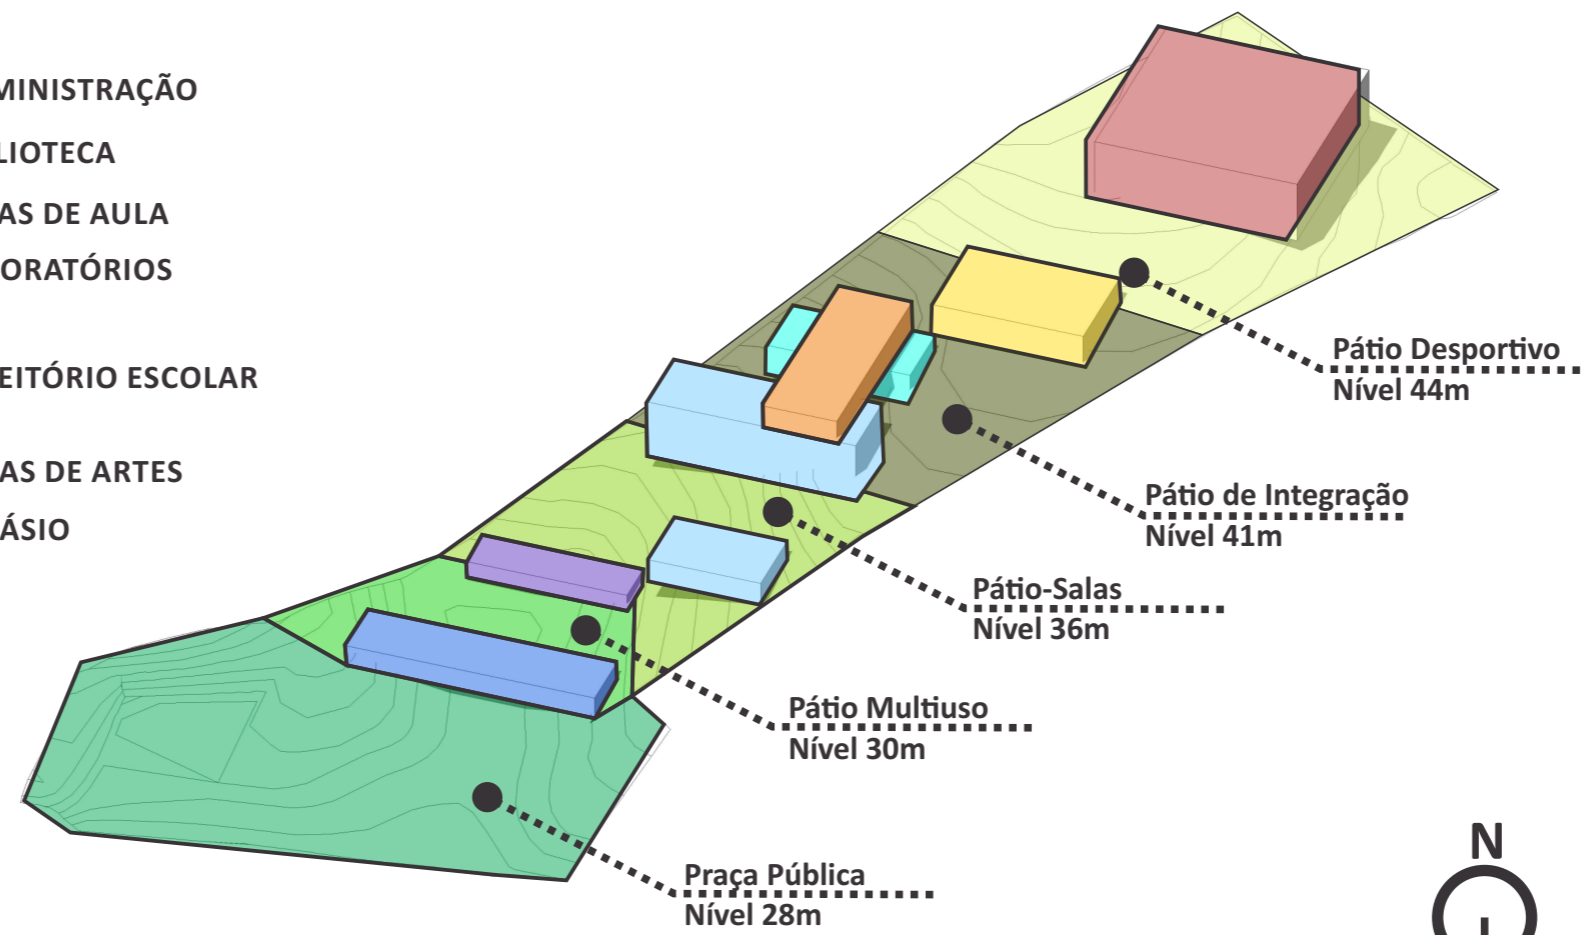 MINISTRAÇÃO
LIOTECA
AS DE AULA
ORATÓRIOS
EITÓRIO ESCOLAR
AS DE ARTES
ÁSIO
Pátio Desportivo
Nível 44m
Pátio de Integração
Nível 41m
Pátio-Salas
Nível 36m
Pátio Multiuso
Nível 30m
Praça Pública
Nível 28m
N